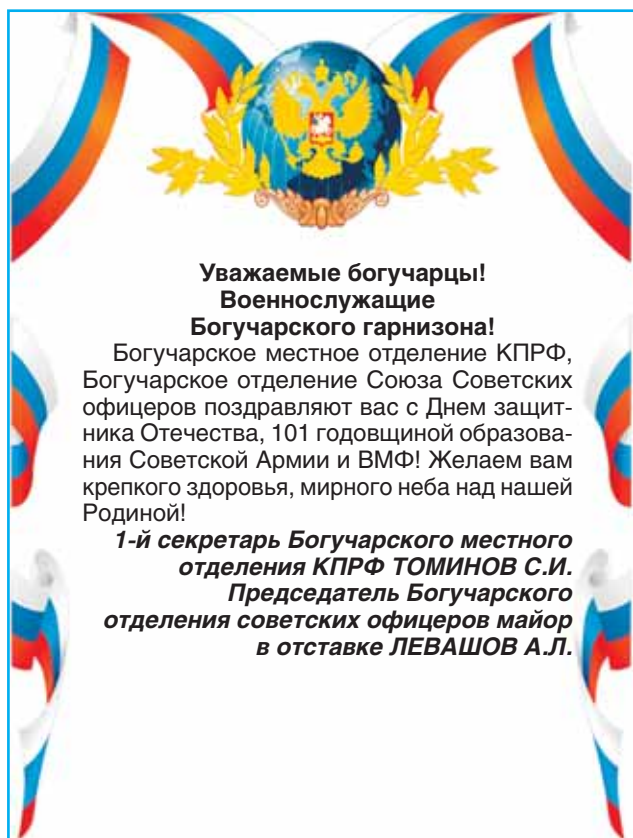 Уважаемые богучарцы!
Военнослужащие
Богучарского гарнизона!
Богучарское местное отделение КПРФ,
Богучарское отделение Союза Советских
офицеров поздравляют вас с Днем защит-
ника Отечества, 101 годовщиной образова-
ния Советской Армии и ВМФ! Желаем вам
крепкого здоровья, мирного неба над нашей
Родиной!
1-й секретарь Богучарского местного
отделения КПРФ ТОМИНОВ С.И.
Председатель Богучарского
отделения советских офицеров майор
в отставке ЛЕВАШОВ А.Л.